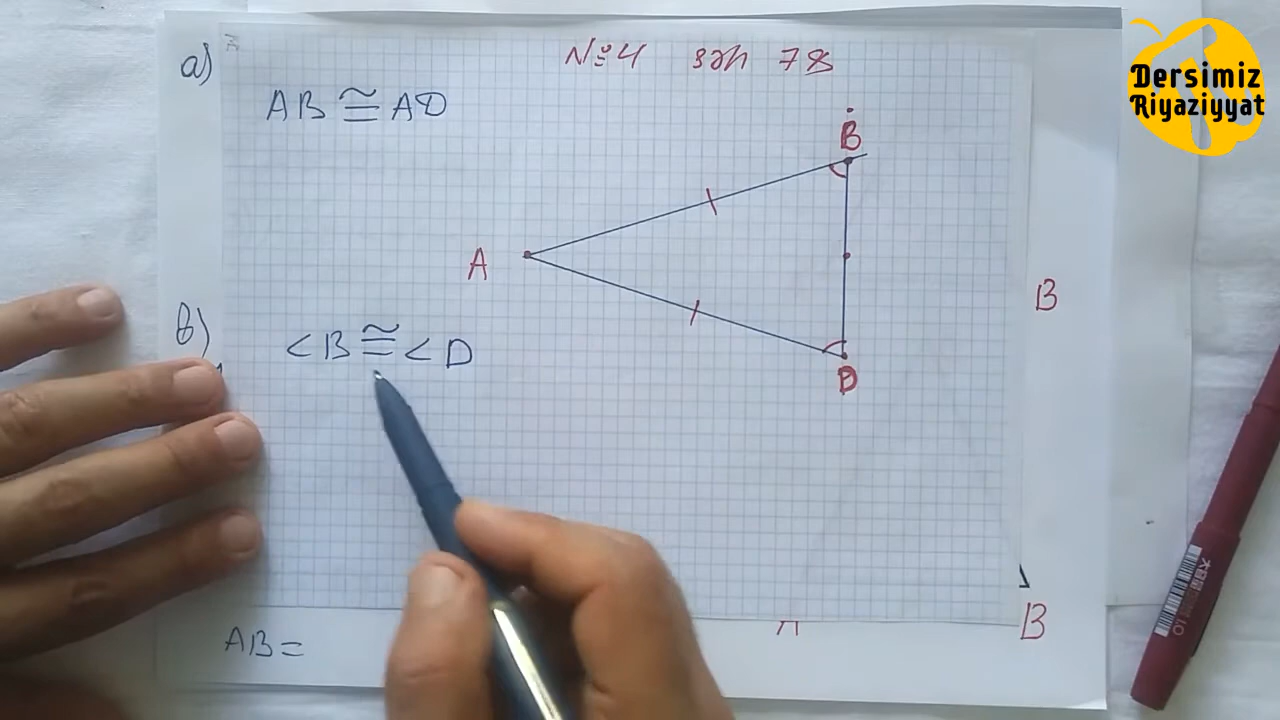 №4 səh 78
a)
AB ≅ AD
B
A
B
b)
<B ≅ <D
D
AB =
A
B
Dersimiz
Riyaziyyat